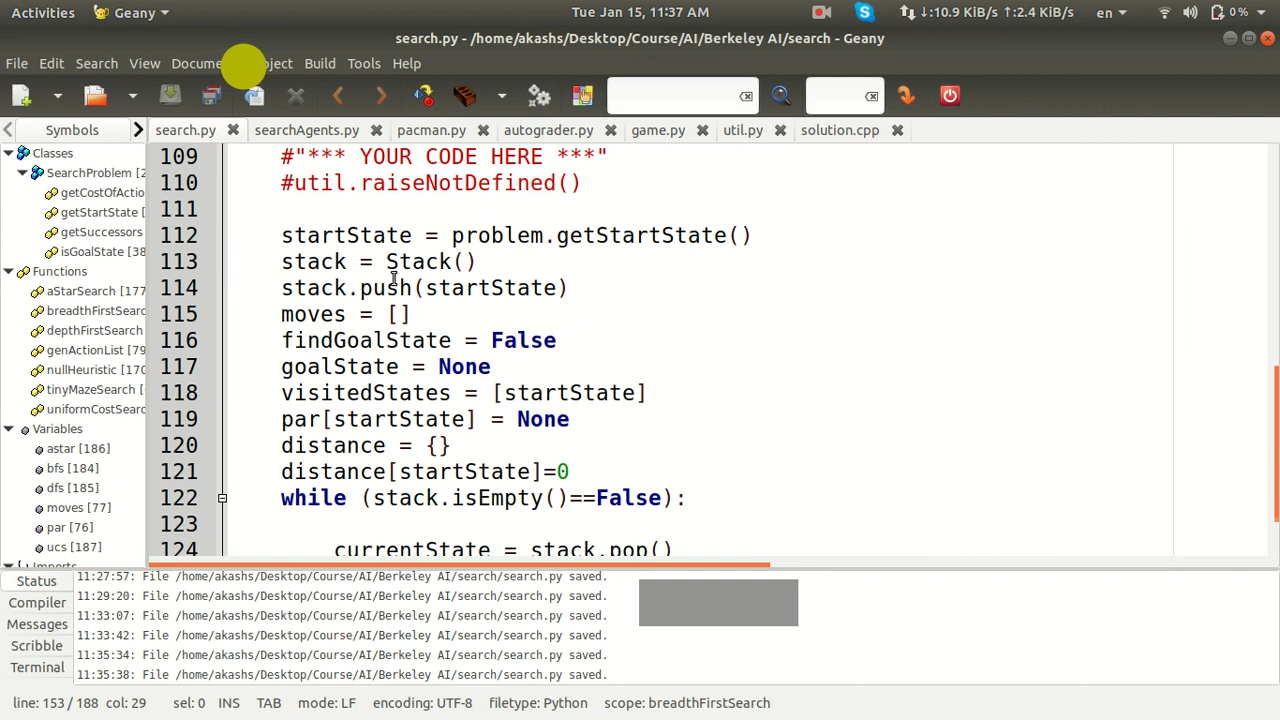 Activities Geany Tue Jan 15, 11:37 AM ↓:10.9 KiB/s ↑:2.4 KiB/s en 0%
search.py - /home/akashs/Desktop/Course/AI/Berkeley AI/search - Geany
File Edit Search View Build Tools Help
Symbols search.py searchAgents.py pacman.py autograder.py game.py util.py solution.cpp
Classes
SearchProblem [2
getCostOfActio
getStartState [
getSuccessors
isGoalState [38
Functions
aStarSearch [177
breadthFirstSearch
depthFirstSearch
genActionList [79
nullHeuristic [170
tinyMazeSearch [
uniformCostSearc
Variables
astar [186]
bfs [184]
dfs [185]
moves [77]
par [76]
ucs [187]
109 #"*** YOUR CODE HERE ***"
110 #util.raiseNotDefined()
111
112 startState = problem.getStartState()
113 stack = Stack()
114 stack.push(startState)
115 moves = []
116 findGoalState = False
117 goalState = None
118 visitedStates = [startState]
119 par[startState] = None
120 distance = {}
121 distance[startState]=0
122 while (stack.isEmpty()==False):
123
124 currentState = stack.pop()
Status
Compiler
Messages
Scribble
Terminal
11:27:57: File /home/akashs/Desktop/Course/AI/Berkeley AI/search/search.py saved.
11:29:20: File /home/akashs/Desktop/Course/AI/Berkeley AI/search/search.py saved.
11:33:07: File /home/akashs/Desktop/Course/AI/Berkeley AI/search/search.py saved.
11:33:42: File /home/akashs/Desktop/Course/AI/Berkeley AI/search/search.py saved.
11:35:34: File /home/akashs/Desktop/Course/AI/Berkeley AI/search/search.py saved.
11:35:38: File /home/akashs/Desktop/Course/AI/Berkeley AI/search/search.py saved.
line: 153 / 188 col: 29 sel: 0 INS TAB mode: LF encoding: UTF-8 filetype: Python scope: breadthFirstSearch